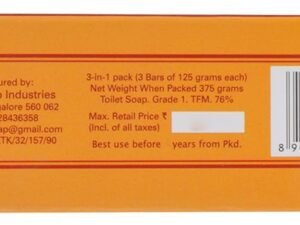 ured by:
Industries
galore 560 062
28436358
ap@gmail.com
TK/32/157/90
3-in-1 pack (3 Bars of 125 grams each)
Net Weight When Packed 375 grams
Toilet Soap. Grade 1. TFM. 76%
Max. Retail Price ₹
(Incl. of all taxes)
Best use before years from Pkd.
8 9